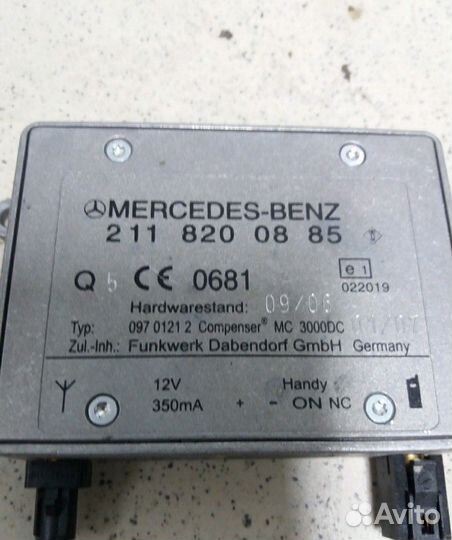 MERCEDES-BENZ
211 820 08 85
Q 5 CE 0681 e1
022019
Hardwarestand: 09/06
Typ: 097 0121 2 Compenser® MC 3000DC
Zul.-Inh.: Funkwerk Dabendorf GmbH Germany
12V Handy
350mA + - ON NC
Avito